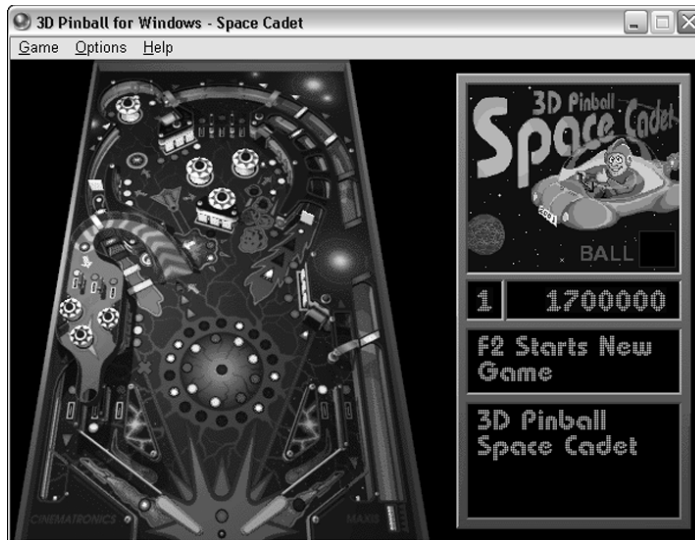 3D Pinball for Windows - Space Cadet
Game Options Help
3D Pinball
Space Cadet
2001
BALL
1 1700000
F2 Starts New
Game
3D Pinball
Space Cadet
CINEMATRONICS MAXIS